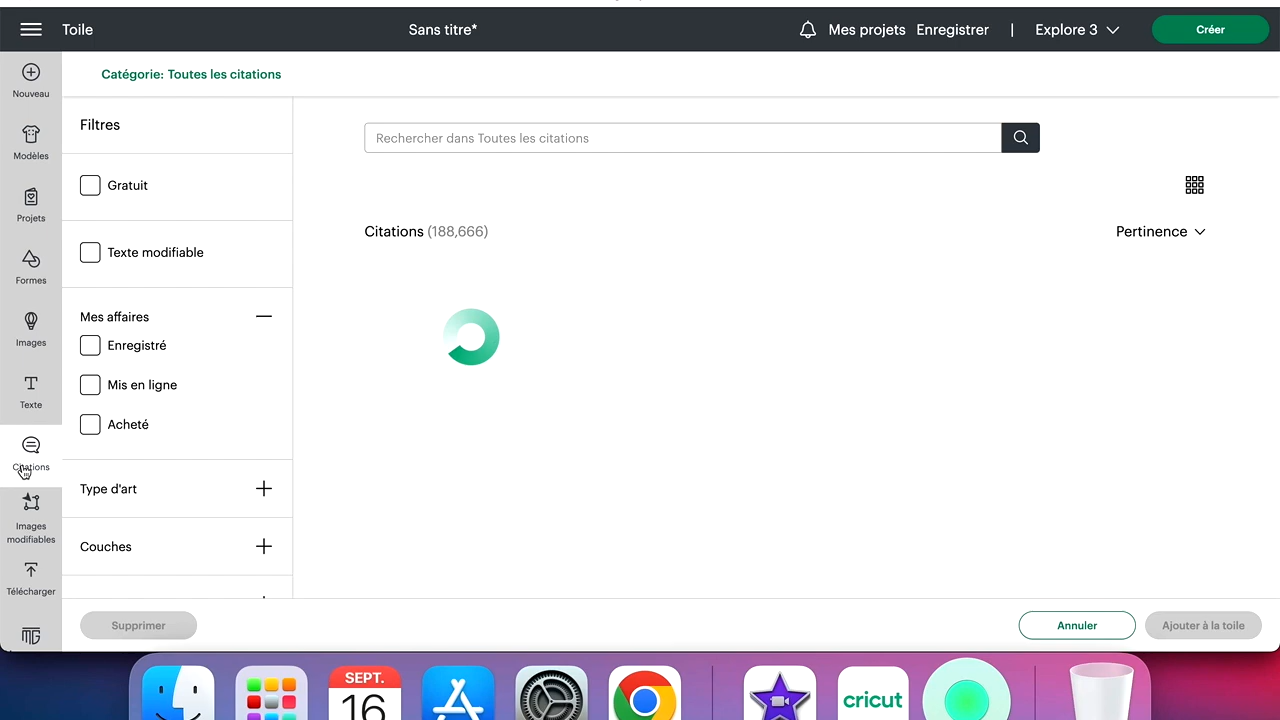 Toile
Sans titre*
Mes projets
Enregistrer
|
Explore 3
Créer
Nouveau
Modèles
Projets
Formes
Images
Texte
Citations
Images
modifiables
Télécharger
MG
Catégorie: Toutes les citations
Filtres
Gratuit
Texte modifiable
Mes affaires
Enregistré
Mis en ligne
Acheté
Type d'art
Couches
Rechercher dans Toutes les citations
Citations (188,666)
Pertinence
Supprimer
Annuler
Ajouter à la toile
SEPT.
16
cricut